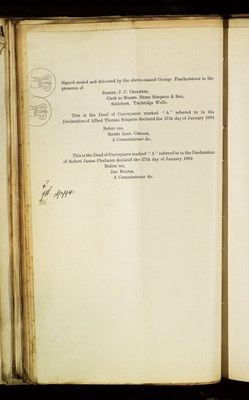 Signed sealed and delivered by the above-named George Featherstone in the
presence of
Robert J. C. Chalmers,
Clerk to Messrs. Stone Simpson & Son,
Solicitors, Tunbridge Wells.
This is the Deed of Conveyance marked "A" referred to in the
Declaration of Alfred Thomas Simpson declared the 17th day of January 1894
Before me,
A Commissioner &c.
This is the Deed of Conveyance marked "A" referred to in the Declaration
of Robert James Chalmers declared the 27th day of January 1894
Before me,
A Commissioner &c.